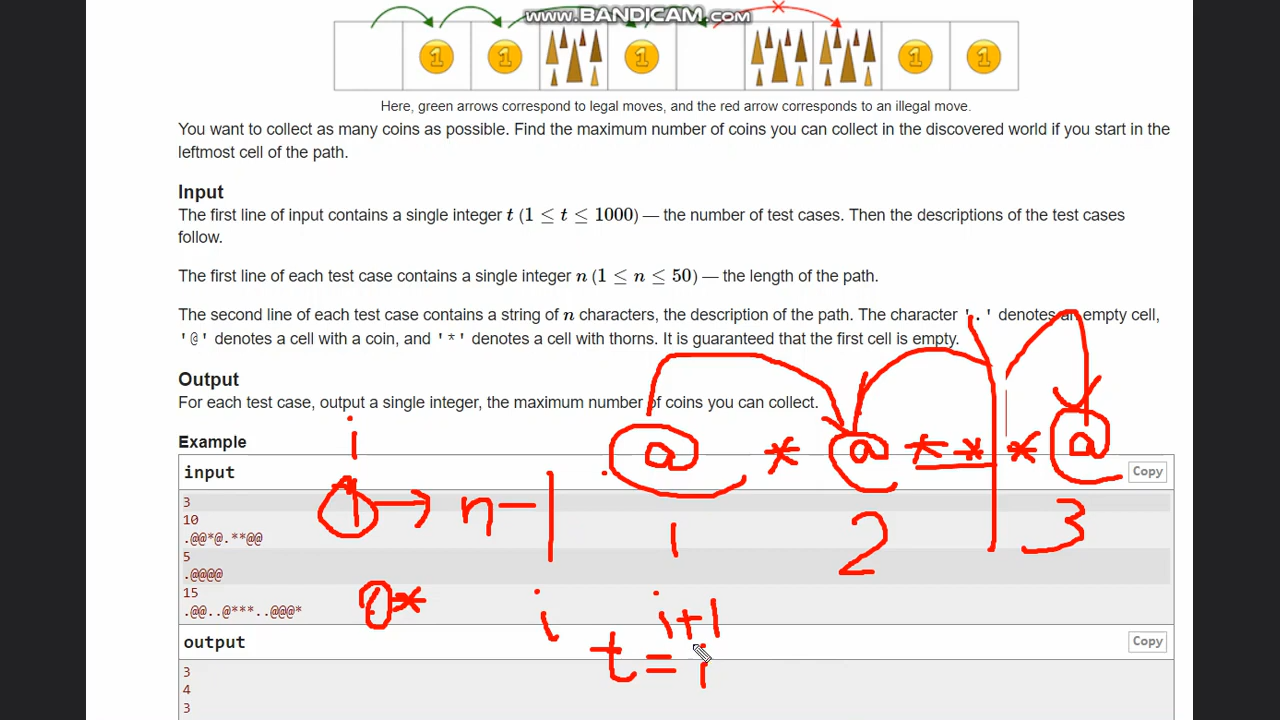 www.BANDICAM.com
1 1 1 1 1
Here, green arrows correspond to legal moves, and the red arrow corresponds to an illegal move.
You want to collect as many coins as possible. Find the maximum number of coins you can collect in the discovered world if you start in the
leftmost cell of the path.
Input
The first line of input contains a single integer t (1 ≤ t ≤ 1000) — the number of test cases. Then the descriptions of the test cases
follow.
The first line of each test case contains a single integer n (1 ≤ n ≤ 50) — the length of the path.
The second line of each test case contains a string of n characters, the description of the path. The character '.' denotes an empty cell,
'@' denotes a cell with a coin, and '*' denotes a cell with thorns. It is guaranteed that the first cell is empty.
Output
For each test case, output a single integer, the maximum number of coins you can collect.
Example
input
Copy
3
10
.@@*@.**@@
5
.@@@@
15
.@@..@***..@@@*
output
Copy
3
4
3
i
1 → n-1
. @ * @ ** * @
1 2 3
*
i i+1
t = i